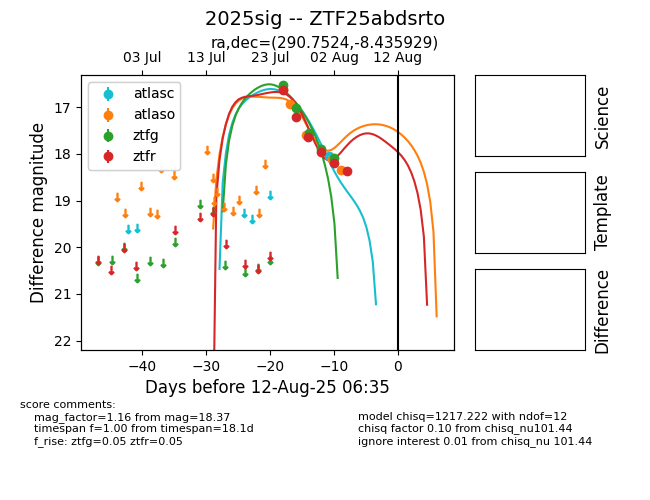 2025sig -- ZTF25abdsrto
ra,dec=(290.7524,-8.435929)
03 Jul 13 Jul 23 Jul 02 Aug 12 Aug
atlasc
atlaso
ztfg
ztfr
17
18
19
20
21
22
Difference magnitude
−40 −30 −20 −10 0
Days before 12-Aug-25 06:35
Science
Template
Difference
score comments:
mag_factor=1.16 from mag=18.37
timespan f=1.00 from timespan=18.1d
f_rise: ztfg=0.05 ztfr=0.05
model chisq=1217.222 with ndof=12
chisq factor 0.10 from chisq_nu101.44
ignore interest 0.01 from chisq_nu 101.44